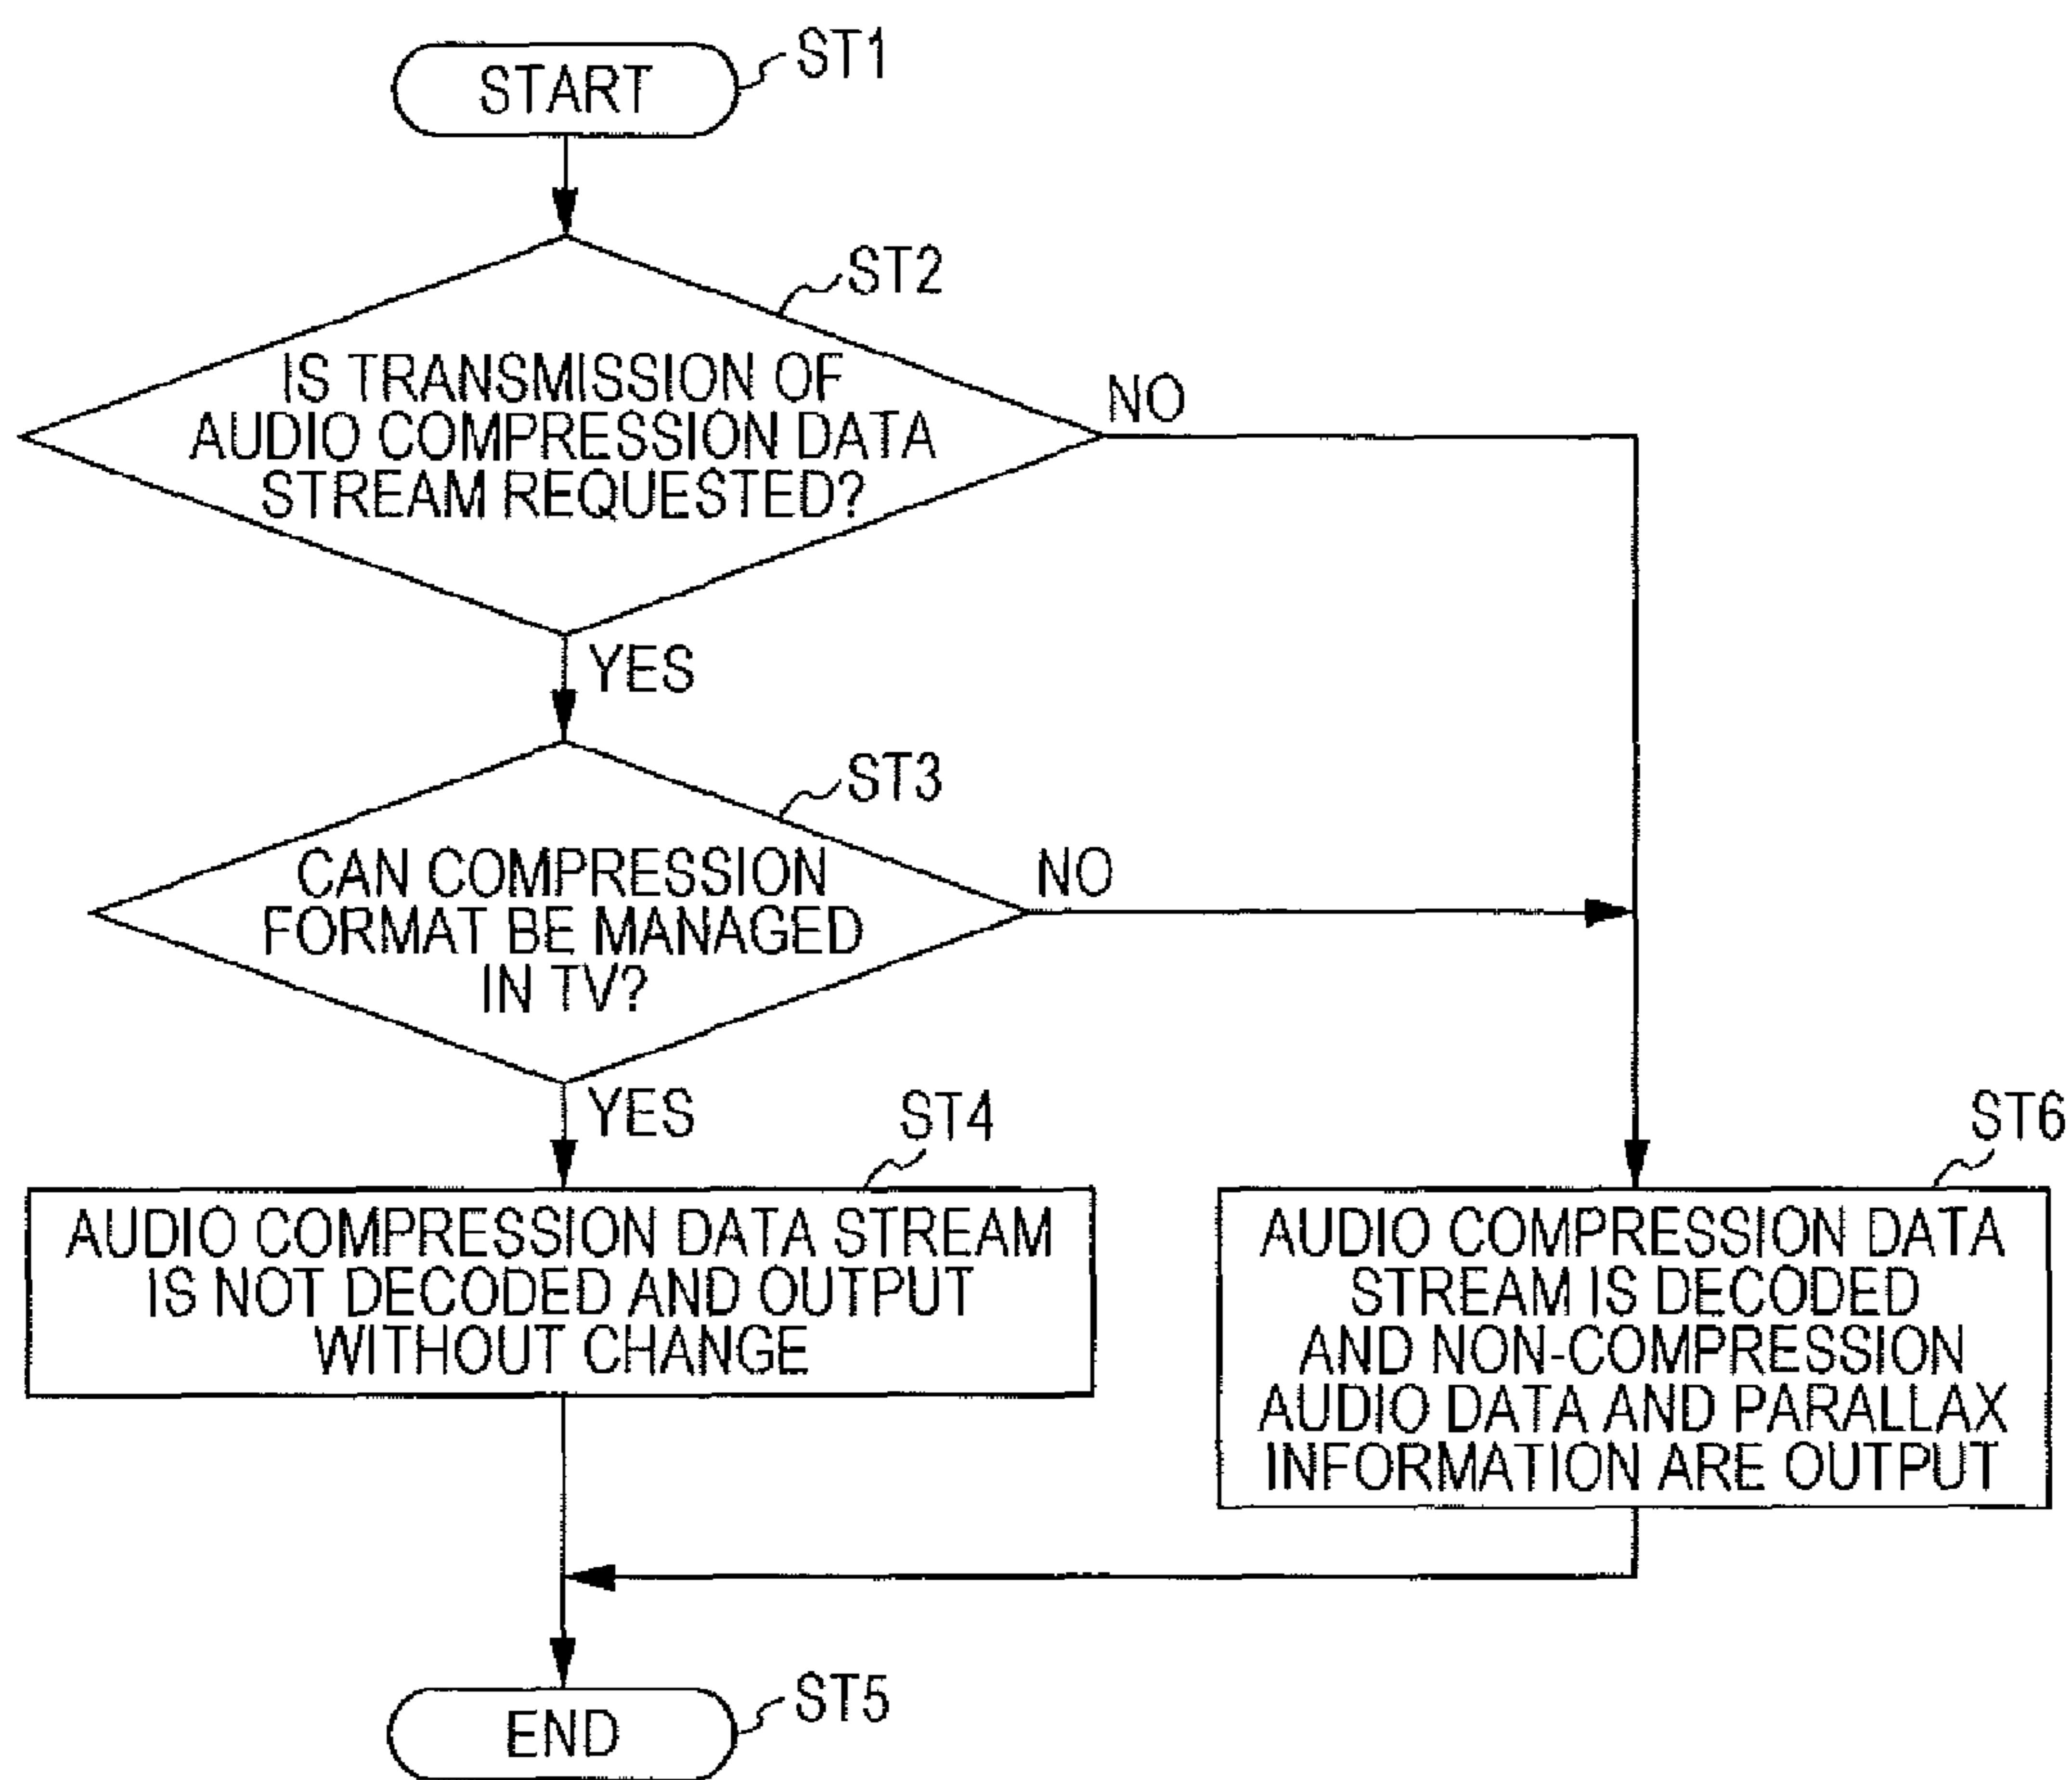 START
ST1
ST2
IS TRANSMISSION OF
AUDIO COMPRESSION DATA
STREAM REQUESTED?
NO
YES
ST3
CAN COMPRESSION
FORMAT BE MANAGED
IN TV?
NO
YES
ST4
AUDIO COMPRESSION DATA STREAM
IS NOT DECODED AND OUTPUT
WITHOUT CHANGE
ST6
AUDIO COMPRESSION DATA
STREAM IS DECODED
AND NON-COMPRESSION
AUDIO DATA AND PARALLAX
INFORMATION ARE OUTPUT
END
ST5